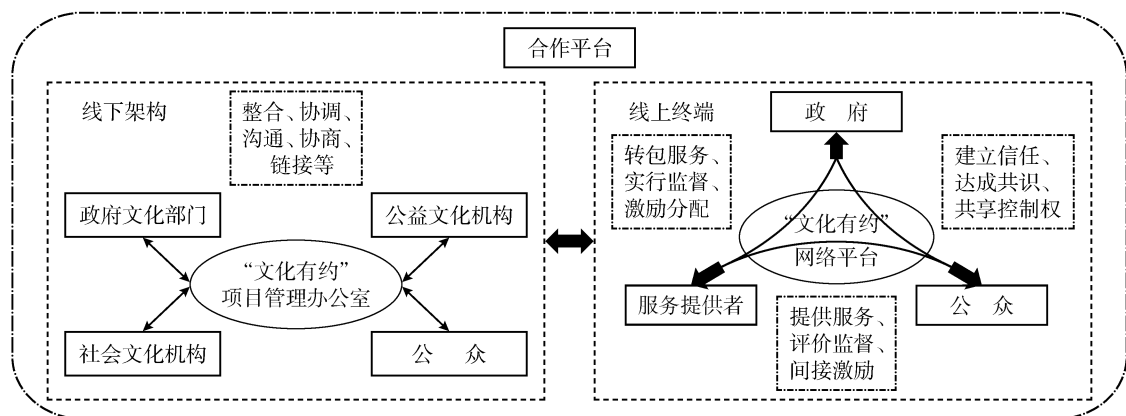 合作平台
线下架构
整合、协调、
沟通、协商、
链接等
政府文化部门
公益文化机构
“文化有约”
项目管理办公室
社会文化机构
公 众
线上终端
政 府
转包服务、
实行监督、
激励分配
建立信任、
达成共识、
共享控制权
“文化有约”
网络平台
服务提供者
公 众
提供服务、
评价监督、
间接激励